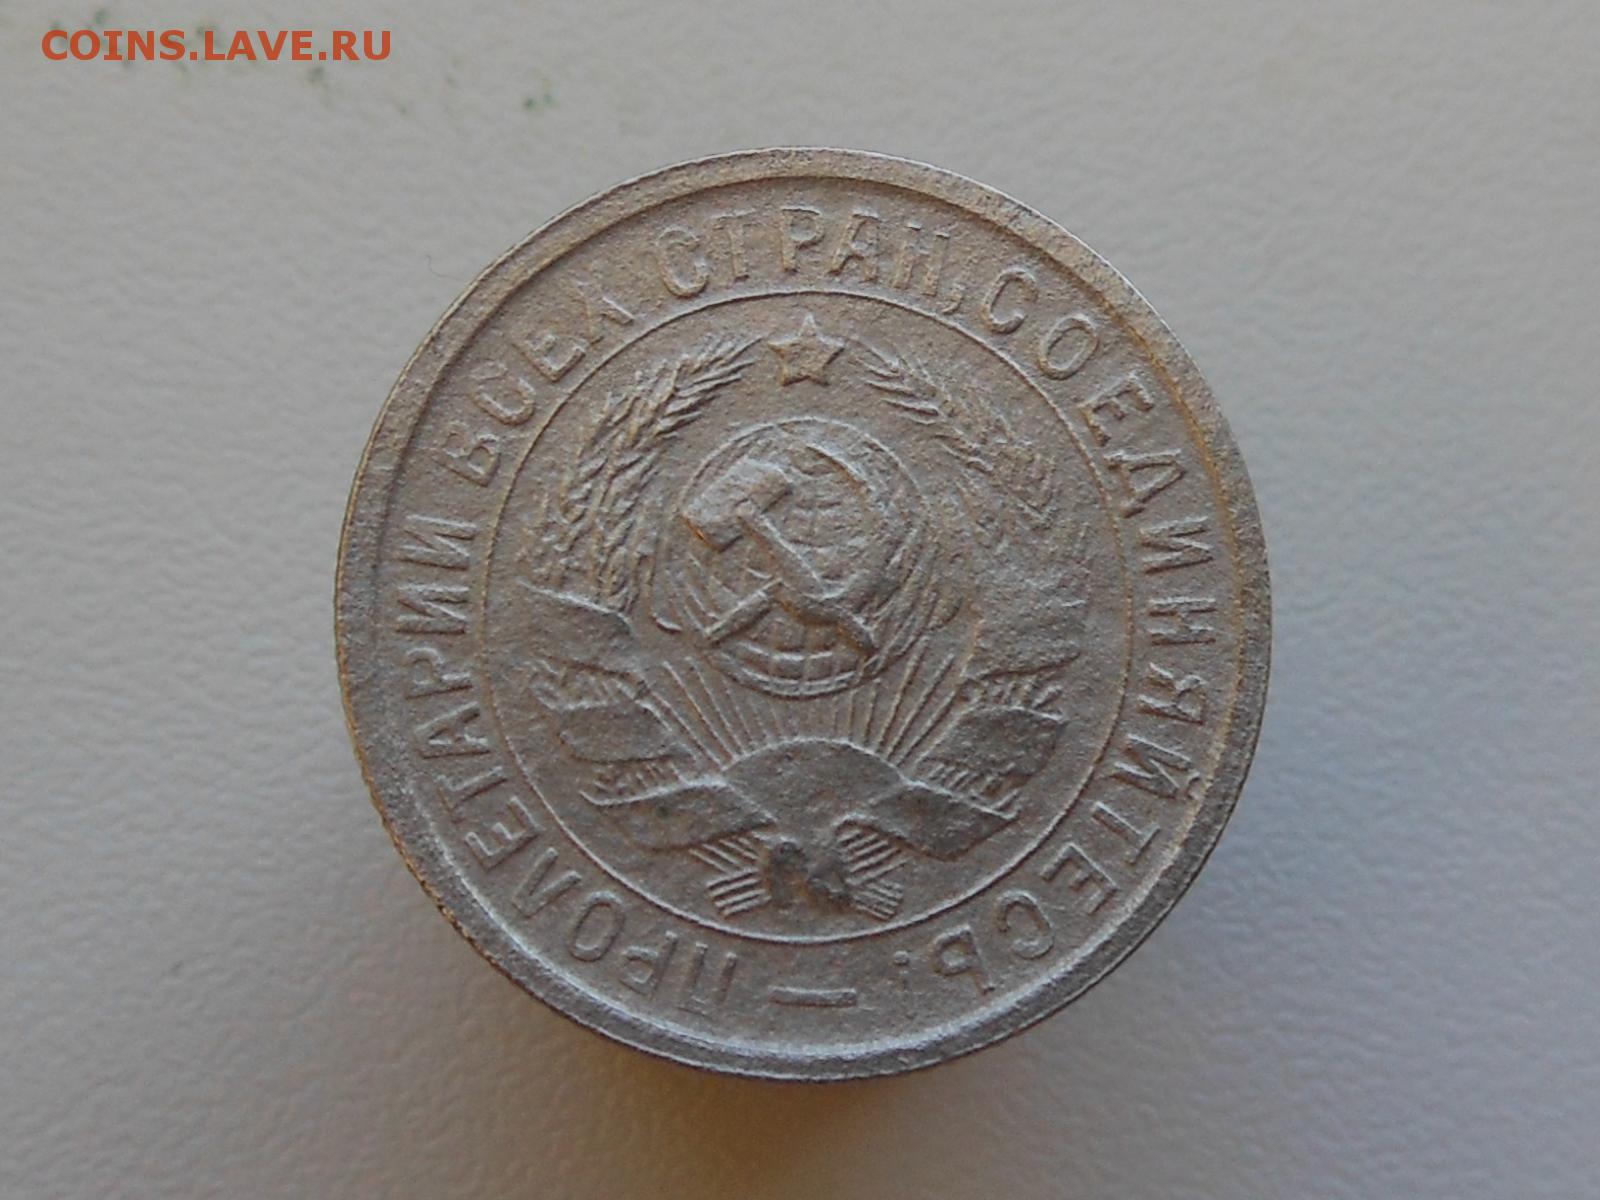 COINS.LAVE.RU
ПРОЛЕТАРИИ ВСЕХ СТРАН, СОЕДИНЯЙТЕСЬ! —